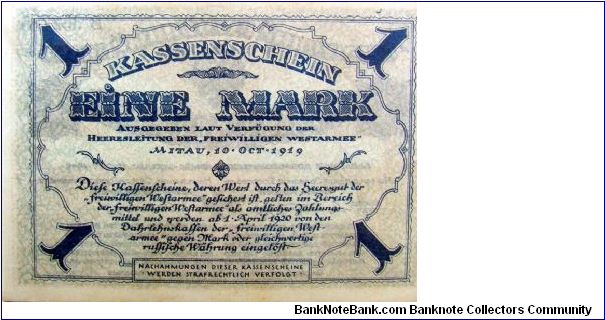 1 1
KASSENSCHEIN
EINE MARK
AUSGEGEBEN LAUT VERFÜGUNG DER
HEERESLEITUNG DER „FREIWILLIGEN WESTARMEE"
MITAU, 10·OCT·1919
Diese Kassenscheine, deren Wert durch das Heeresgut der
„freiwilligen Westarmee" gesichert ist, gelten im Bereich
der „freiwilligen Westarmee" als amtliches Zahlungs-
mittel und werden ab 1·April 1920 von den
Dahrlehnskassen der „freiwilligen West-
armee" gegen Mark oder gleichwertige
russische Währung eingelöst
1 1
NACHAHMUNGEN DIESER KASSENSCHEINE
WERDEN STRAFRECHTLICH VERFOLGT
BankNoteBank.com Banknote Collectors Community